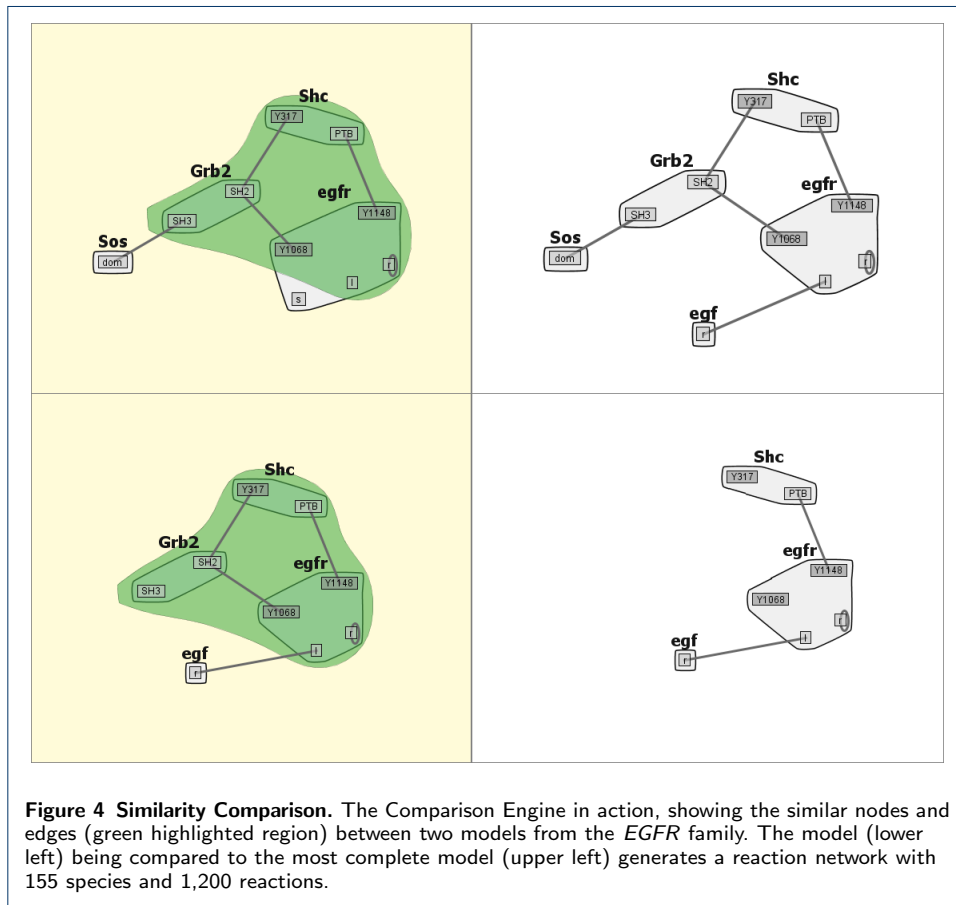 Shc
Y317
PTB
Grb2
SH2
egfr
SH3
Y1148
Sos
Y1068
dom
r
l
s
Shc
Y317
PTB
Grb2
SH2
egfr
SH3
Y1148
Sos
Y1068
dom
r
l
egf
r
Shc
Y317
PTB
Grb2
SH2
egfr
SH3
Y1148
Y1068
r
l
egf
r
Shc
Y317
PTB
egfr
Y1148
Y1068
r
l
egf
r
Figure 4 Similarity Comparison. The Comparison Engine in action, showing the similar nodes and
edges (green highlighted region) between two models from the EGFR family. The model (lower
left) being compared to the most complete model (upper left) generates a reaction network with
155 species and 1,200 reactions.